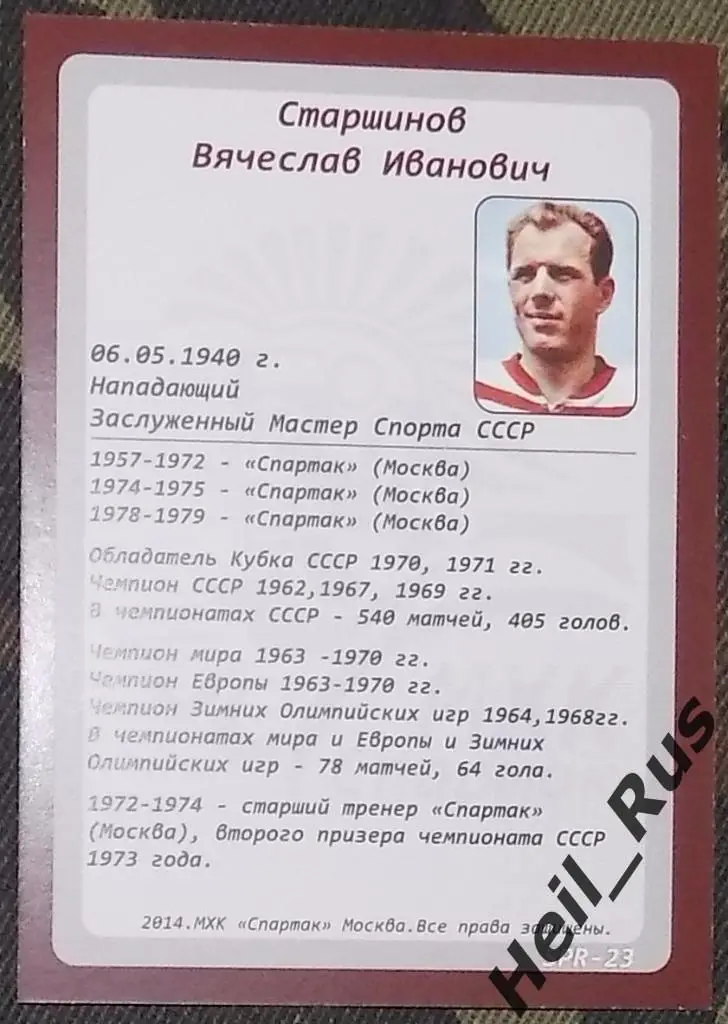 Старшинов
Вячеслав Иванович
06.05.1940 г.
Нападающий
Заслуженный Мастер Спорта СССР
1957-1972 - «Спартак» (Москва)
1974-1975 - «Спартак» (Москва)
1978-1979 - «Спартак» (Москва)
Обладатель Кубка СССР 1970, 1971 гг.
Чемпион СССР 1962,1967, 1969 гг.
В чемпионатах СССР - 540 матчей, 405 голов.
Чемпион мира 1963 -1970 гг.
Чемпион Европы 1963-1970 гг.
Чемпион Зимних Олимпийских игр 1964,1968гг.
В чемпионатах мира и Европы и Зимних
Олимпийских игр - 78 матчей, 64 гола.
1972-1974 - старший тренер «Спартак»
(Москва), второго призера чемпионата СССР
1973 года.
2014.МХК «Спартак» Москва.Все права защищены.
SPR-23
Heil_Rus